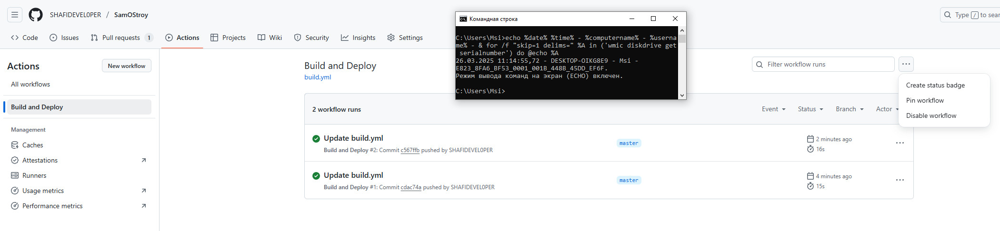 SHAFIDEVEL0PER / SamOStroy
Type / to sear
Code
Issues
Pull requests 1
Actions
Projects
Wiki
Security
Insights
Settings
Командная строка
C:\Users\Msi>echo %date% %time% - %computername% - %userna
me% - & for /f "skip=1 delims=" %A in ('wmic diskdrive get
serialnumber') do @echo %A
26.03.2025 11:14:55,72 - DESKTOP-OIKG8E9 - Msi -
E823_8FA6_BF53_0001_001B_448B_45DD_EF6F.
Режим вывода команд на экран (ECHO) включен.
C:\Users\Msi>
Actions
New workflow
All workflows
Build and Deploy
Management
Caches
Attestations
Runners
Usage metrics
Performance metrics
Build and Deploy
build.yml
Filter workflow runs
Create status badge
Pin workflow
Disable workflow
2 workflow runs
Event
Status
Branch
Actor
Update build.yml
Build and Deploy #2: Commit c567ffb pushed by SHAFIDEVEL0PER
master
2 minutes ago
16s
Update build.yml
Build and Deploy #1: Commit cdac74a pushed by SHAFIDEVEL0PER
master
4 minutes ago
15s